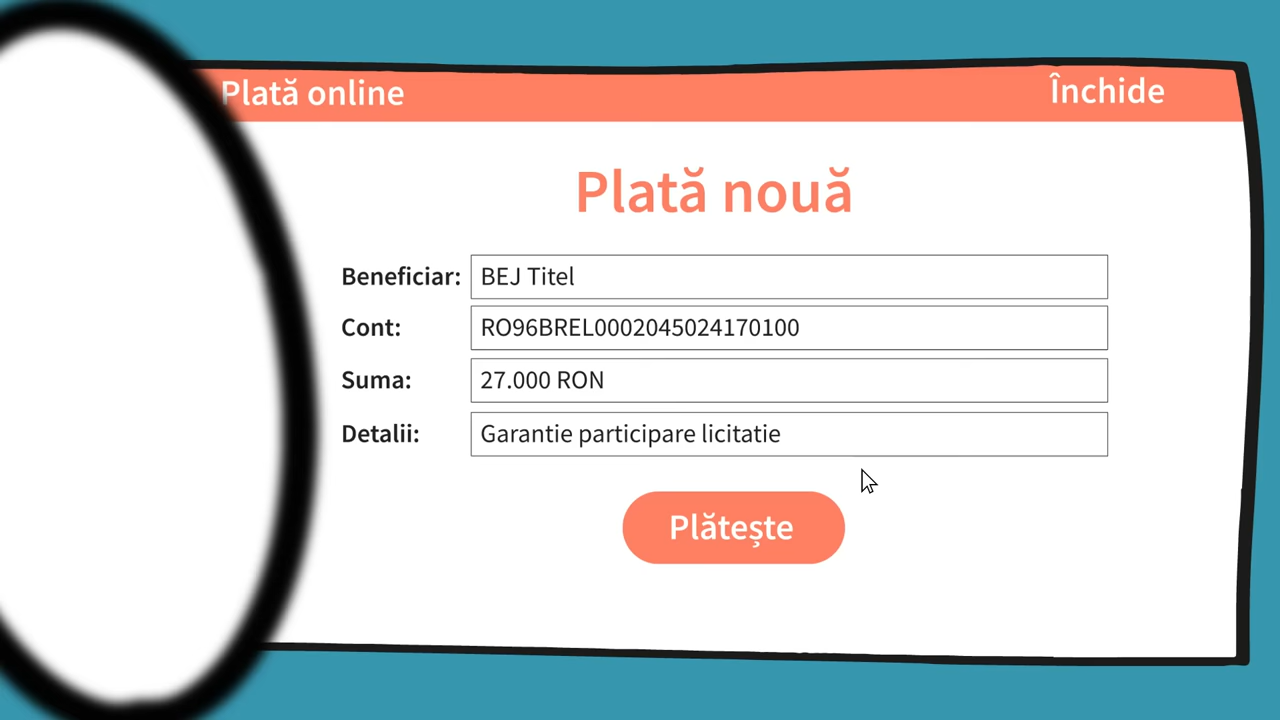 Plată online
Închide
Plată nouă
Beneficiar: BEJ Titel
Cont: RO96BREL0002045024170100
Suma: 27.000 RON
Detalii: Garantie participare licitatie
Plătește